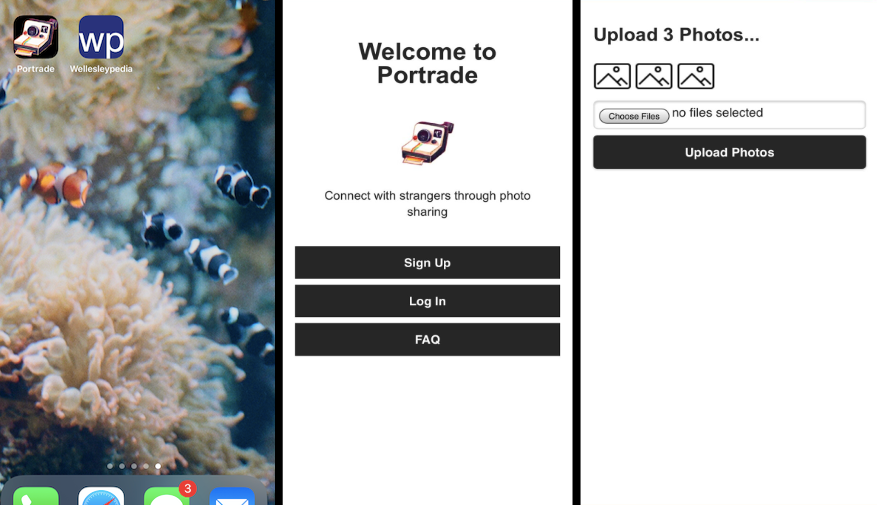 wp
Portrade
Wellesleypedia
3
Welcome to
Portrade
Connect with strangers through photo
sharing
Sign Up
Log In
FAQ
Upload 3 Photos...
Choose Files no files selected
Upload Photos